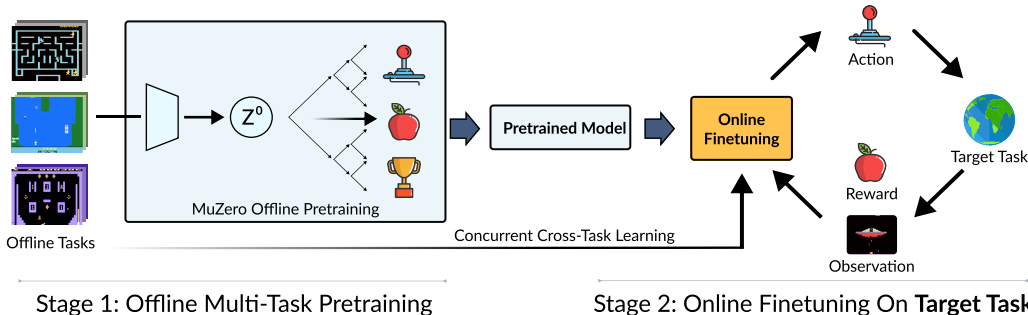 Offline Tasks
Z⁰
MuZero Offline Pretraining
Pretrained Model
Online
Finetuning
Action
Target Task
Reward
Observation
Concurrent Cross-Task Learning
Stage 1: Offline Multi-Task Pretraining
Stage 2: Online Finetuning On Target Task